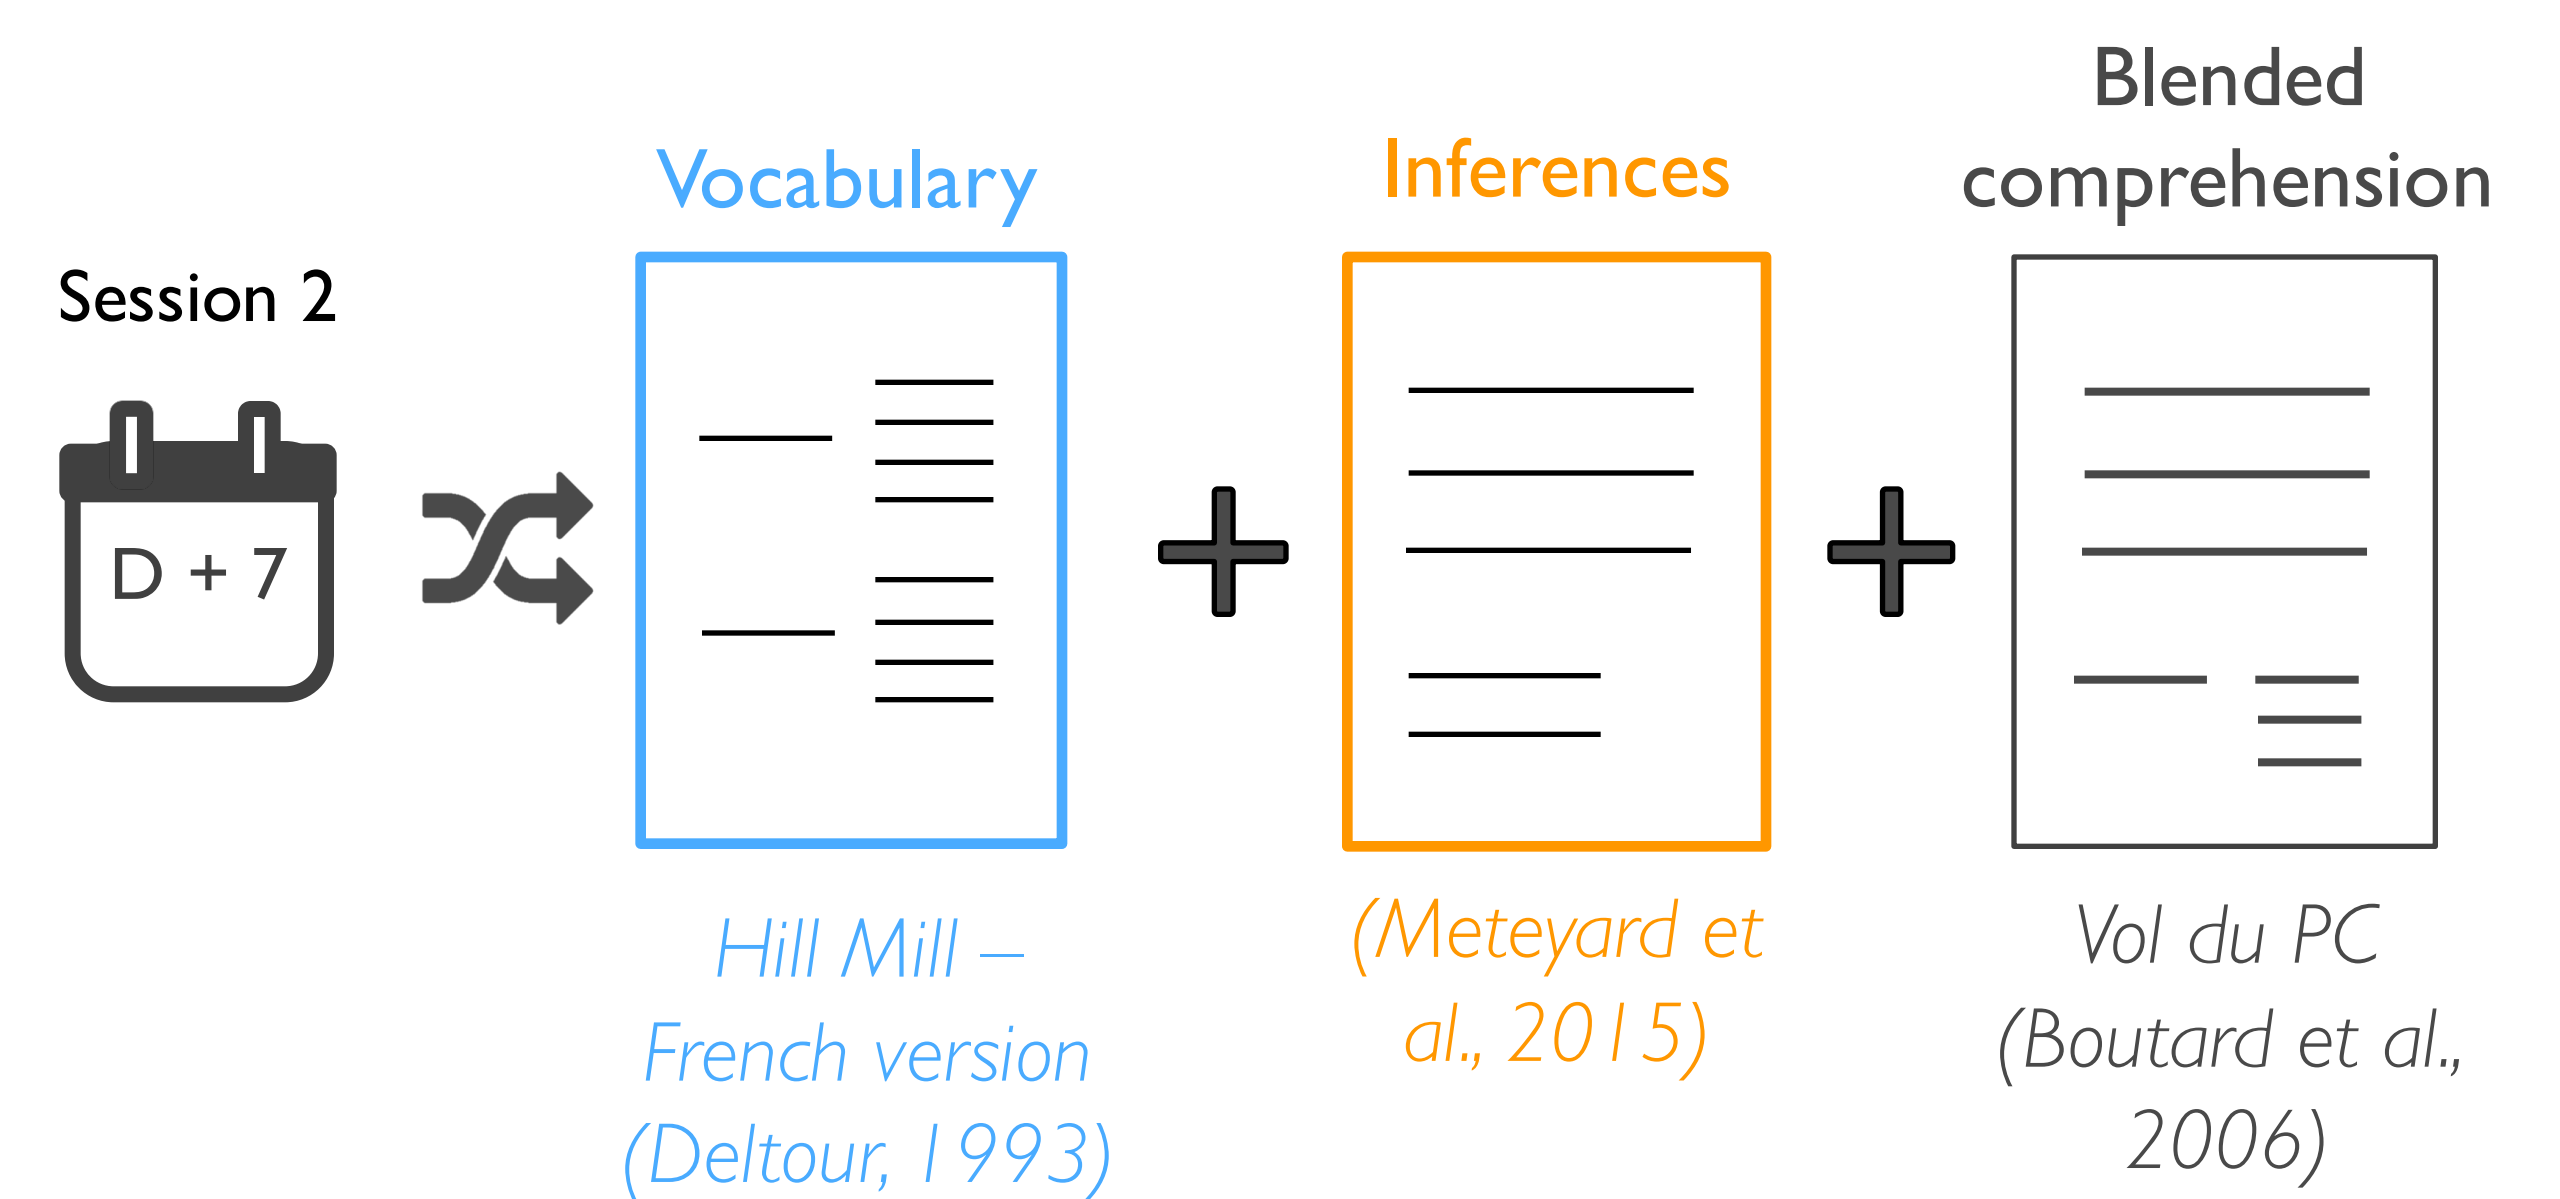 Session 2
D + 7
Vocabulary
Hill Mill –
French version
(Deltour, 1993)
Inferences
(Meteyard et
al., 2015)
Blended
comprehension
Vol du PC
(Boutard et al.,
2006)